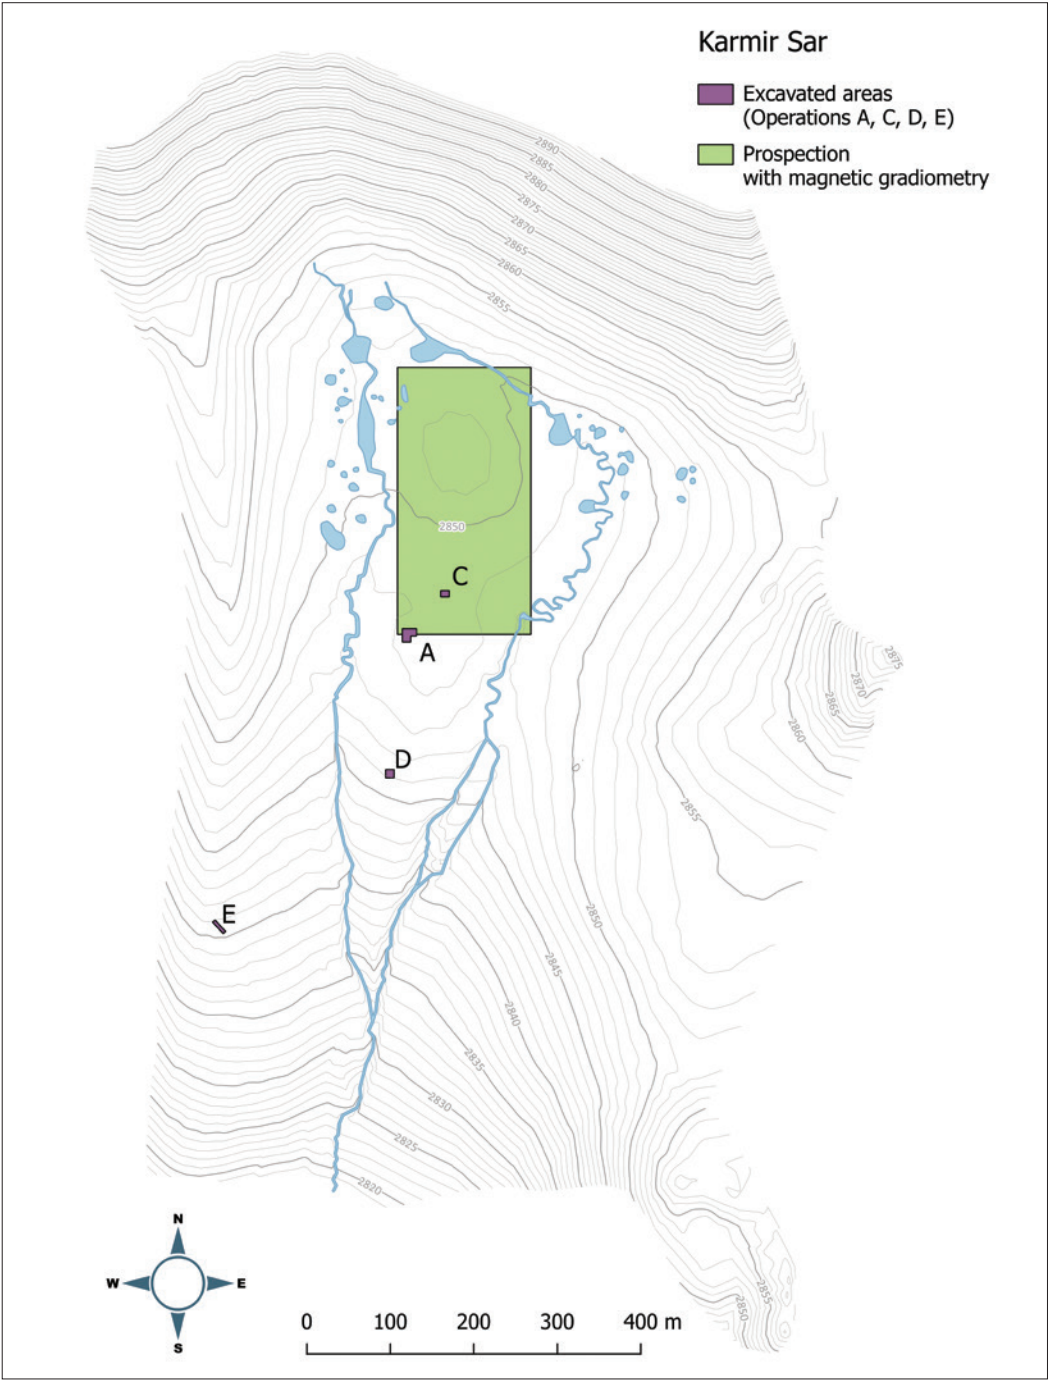 Karmir Sar
Excavated areas
(Operations A, C, D, E)
Prospection
with magnetic gradiometry
2890
2885
2880
2875
2870
2865
2860
2855
2850
C
A
2875
2870
2865
2860
D
2855
E
2850
2845
2840
2835
2830
2825
2820
N
W E
S
2855
2850
0 100 200 300 400 m